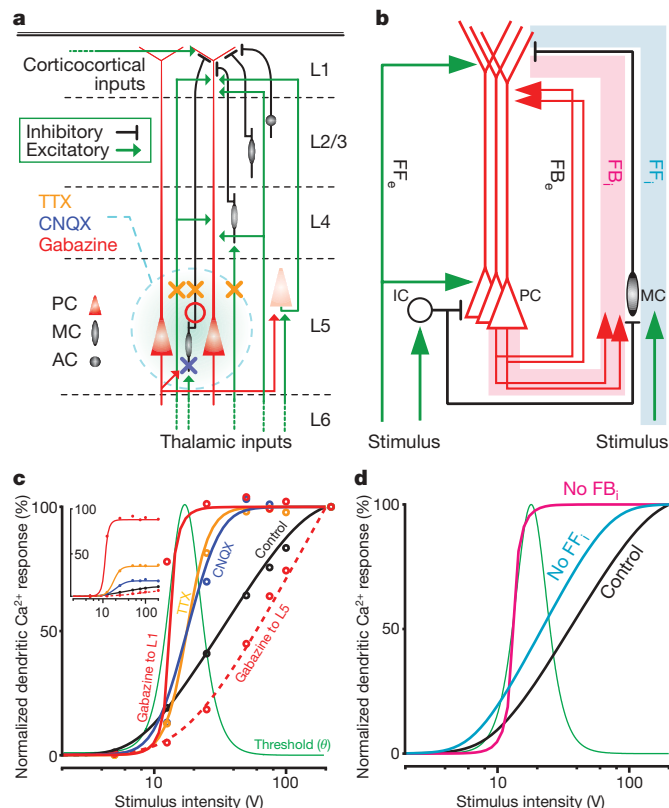 a
Corticocortical
inputs
L1
Inhibitory
Excitatory
L2/3
TTX
CNQX
Gabazine
L4
PC
MC
AC
L5
L6
Thalamic inputs
b
FFe
FBe
FBi
FFi
IC
PC
MC
Stimulus
Stimulus
c
Normalized dendritic Ca2+ response (%)
100
50
0
100
50
10
100
Gabazine to L1
TTX
CNQX
Control
Gabazine to L5
Threshold (θ)
10
100
Stimulus intensity (V)
d
Normalized dendritic Ca2+ response (%)
100
50
0
No FBi
No FFi
Control
10
100
Stimulus intensity (V)